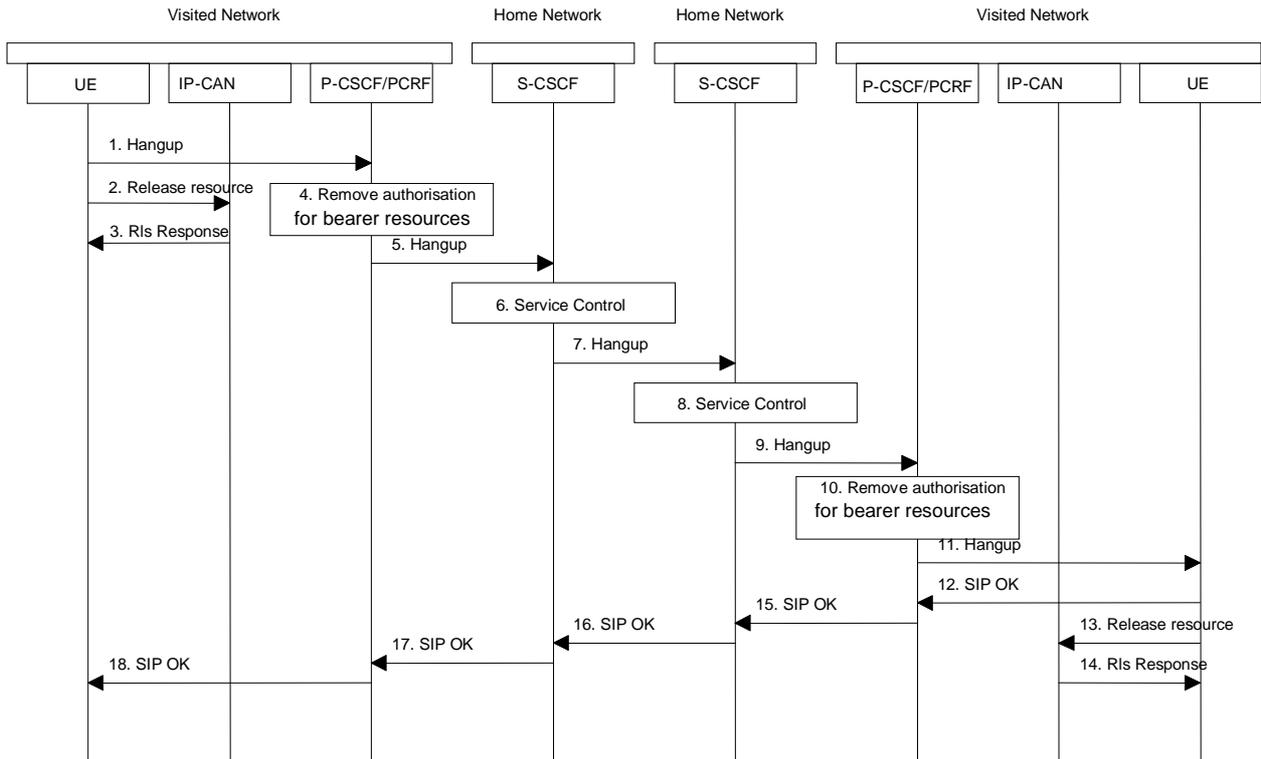 Visited Network
Home Network
Home Network
Visited Network
UE
IP-CAN
P-CSCF/PCRF
S-CSCF
S-CSCF
P-CSCF/PCRF
IP-CAN
UE
1. Hangup
2. Release resource
3. Rls Response
4. Remove authorisation
for bearer resources
5. Hangup
6. Service Control
7. Hangup
8. Service Control
9. Hangup
10. Remove authorisation
for bearer resources
11. Hangup
12. SIP OK
15. SIP OK
16. SIP OK
13. Release resource
17. SIP OK
18. SIP OK
14. Rls Response